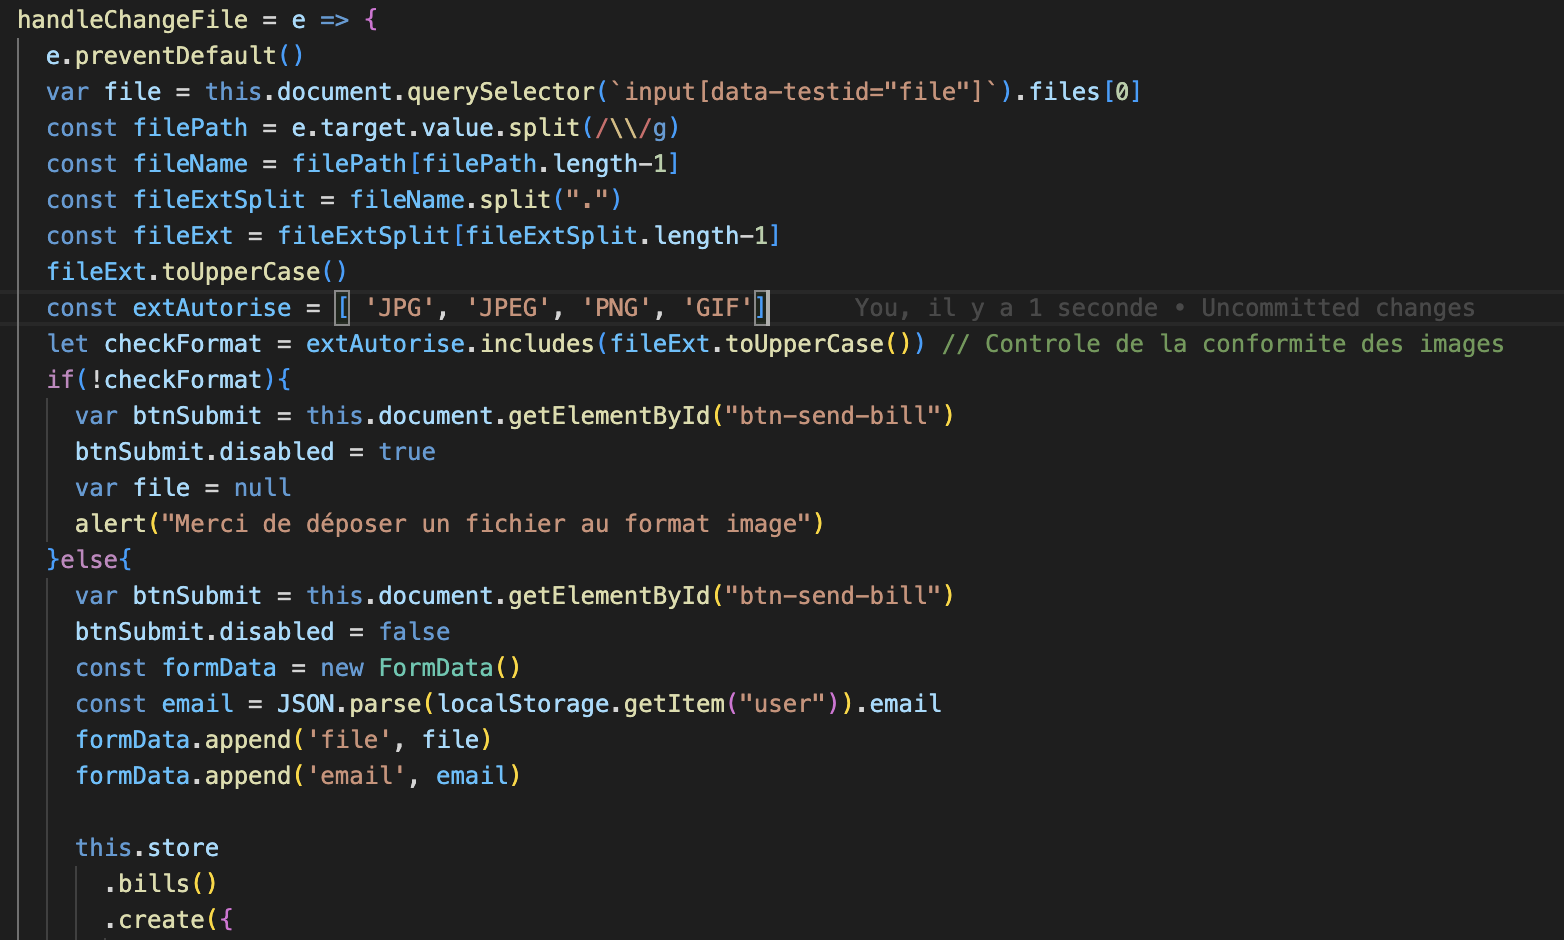 handleChangeFile = e => {
e.preventDefault()
var file = this.document.querySelector(`input[data-testid="file"]`).files[0]
const filePath = e.target.value.split(/\\/g)
const fileName = filePath[filePath.length-1]
const fileExtSplit = fileName.split(".")
const fileExt = fileExtSplit[fileExtSplit.length-1]
fileExt.toUpperCase()
const extAutorise = [ 'JPG', 'JPEG', 'PNG', 'GIF'] You, il y a 1 seconde • Uncommitted changes
let checkFormat = extAutorise.includes(fileExt.toUpperCase()) // Controle de la conformite des images
if(!checkFormat){
var btnSubmit = this.document.getElementById("btn-send-bill")
btnSubmit.disabled = true
var file = null
alert("Merci de déposer un fichier au format image")
}else{
var btnSubmit = this.document.getElementById("btn-send-bill")
btnSubmit.disabled = false
const formData = new FormData()
const email = JSON.parse(localStorage.getItem("user")).email
formData.append('file', file)
formData.append('email', email)
this.store
.bills()
.create({